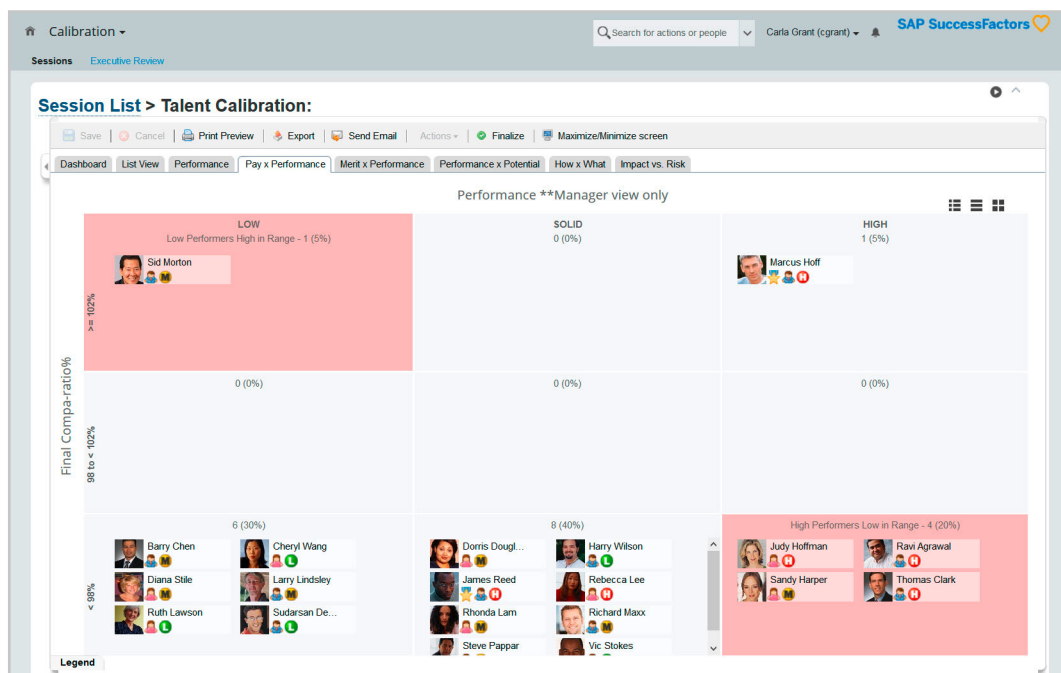 Calibration
Search for actions or people
Carla Grant (cgrant)
SAP SuccessFactors
Sessions
Executive Review
Session List > Talent Calibration:
Save
Cancel
Print Preview
Export
Send Email
Actions
Finalize
Maximize/Minimize screen
Dashboard
List View
Performance
Pay x Performance
Merit x Performance
Performance x Potential
How x What
Impact vs. Risk
Performance **Manager view only
Final Compa-ratio%
>= 102%
LOW
Low Performers High in Range - 1 (5%)
Sid Morton
M
SOLID
0 (0%)
HIGH
1 (5%)
Marcus Hoff
H
98 to < 102%
0 (0%)
0 (0%)
0 (0%)
< 98%
6 (30%)
Barry Chen
M
Cheryl Wang
L
Diana Stile
M
Larry Lindsley
M
Ruth Lawson
L
Sudarsan De...
L
8 (40%)
Dorris Dougl...
M
Harry Wilson
L
James Reed
H
Rebecca Lee
H
Rhonda Lam
M
Richard Maxx
M
Steve Pappar
Vic Stokes
High Performers Low in Range - 4 (20%)
Judy Hoffman
H
Ravi Agrawal
H
Sandy Harper
M
Thomas Clark
H
Legend